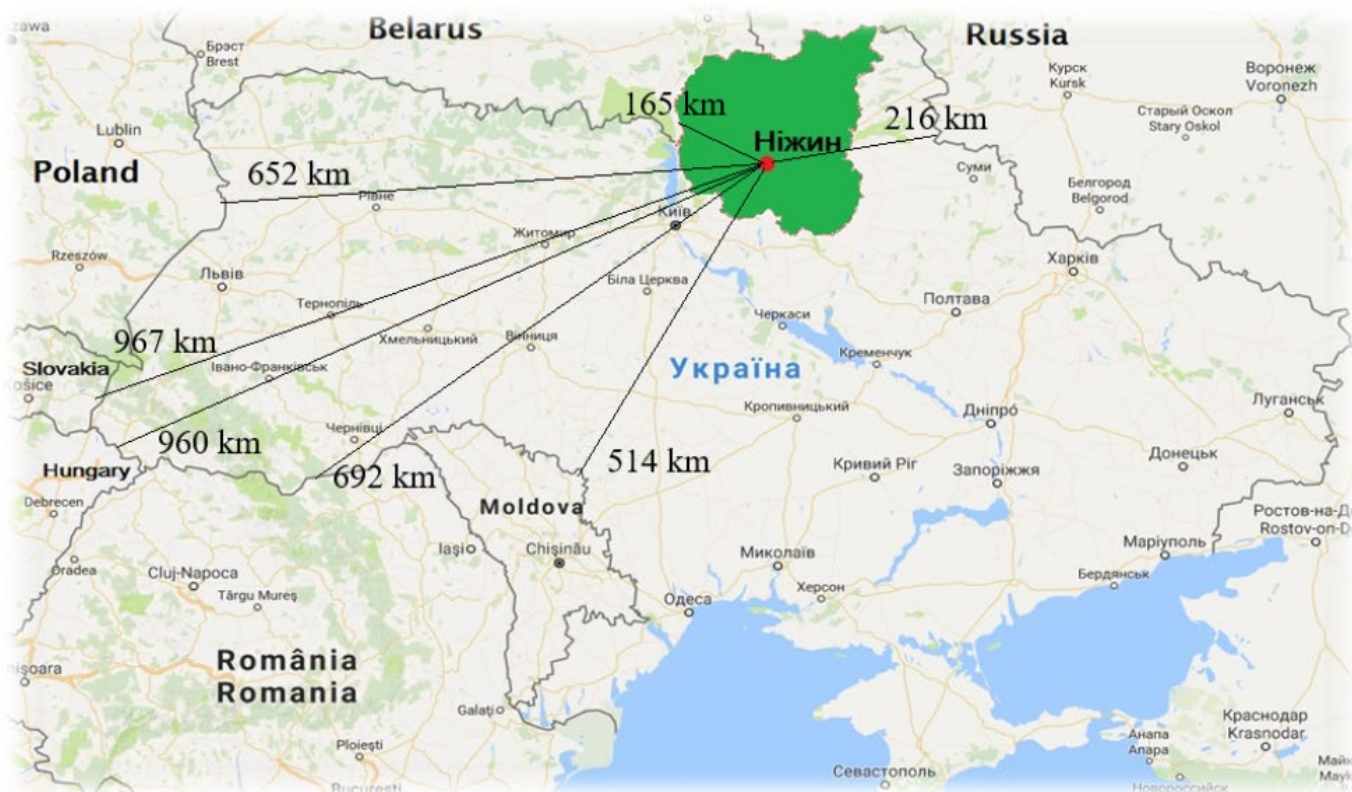 zawa
Belarus
Russia
Брэст
Brest
Курск
Kursk
Воронеж
Voronezh
Lublin
165 km
Старый Оскол
Stary Oskol
216 km
Ніжин
Poland
652 km
Суми
Белгород
Belgorod
Рівне
Київ
Житомир
Rzeszów
Львів
Харків
Біла Церква
Полтава
Тернопіль
Черкаси
967 km
Хмельницький
Вінниця
Кременчук
Slovakia
Івано-Франківськ
Україна
Košice
Кропивницький
Луганськ
Дніпро́
Чернівці
960 km
514 km
Донецьк
Hungary
692 km
Кривий Ріг
Запоріжжя
Debrecen
Moldova
Ростов-на-Д
Rostov-on-D
Маріуполь
Iași
Chișinău
Миколаїв
Oradea
Cluj-Napoca
Бердянськ
Târgu Mureș
Херсон
Одеса
România
Romania
mișoara
Galați
Краснодар
Krasnodar
Анапа
Anapa
Ploiești
Севастополь
Новороссийск
București